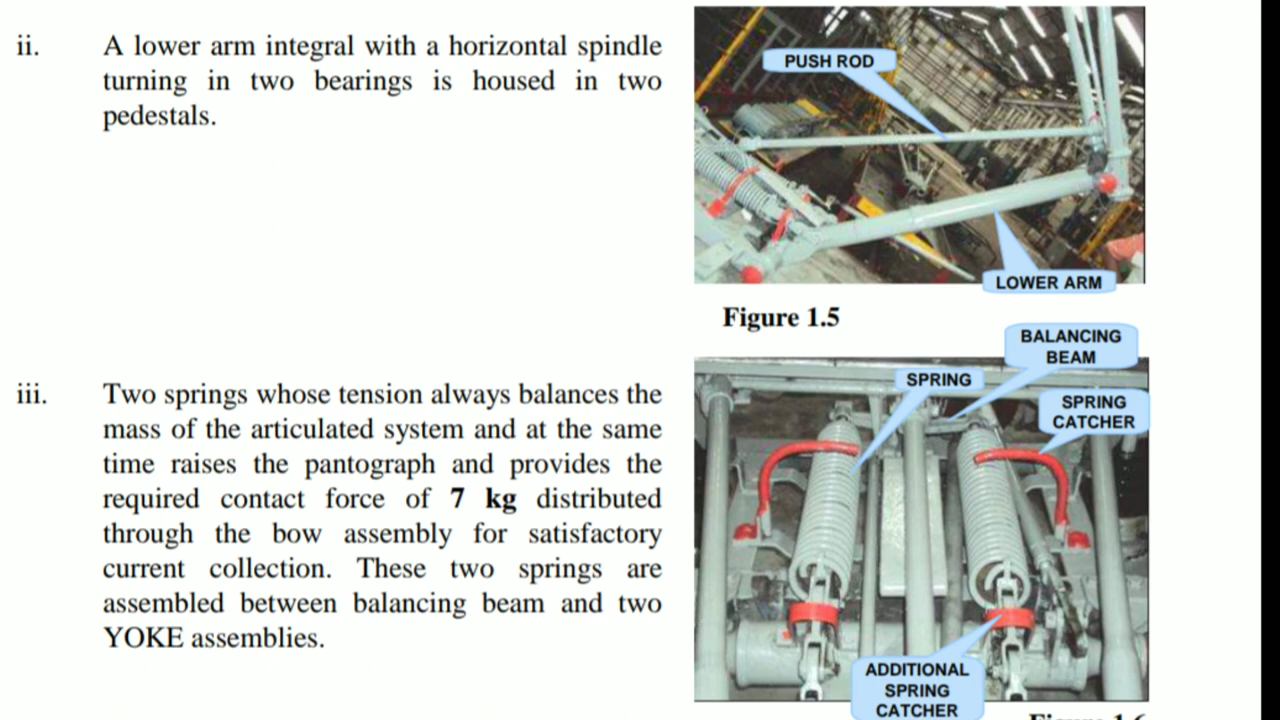 ii. A lower arm integral with a horizontal spindle
turning in two bearings is housed in two
pedestals.
PUSH ROD
LOWER ARM
Figure 1.5
iii. Two springs whose tension always balances the
mass of the articulated system and at the same
time raises the pantograph and provides the
required contact force of 7 kg distributed
through the bow assembly for satisfactory
current collection. These two springs are
assembled between balancing beam and two
YOKE assemblies.
BALANCING
BEAM
SPRING
SPRING
CATCHER
ADDITIONAL
SPRING
CATCHER
Figure 1.6